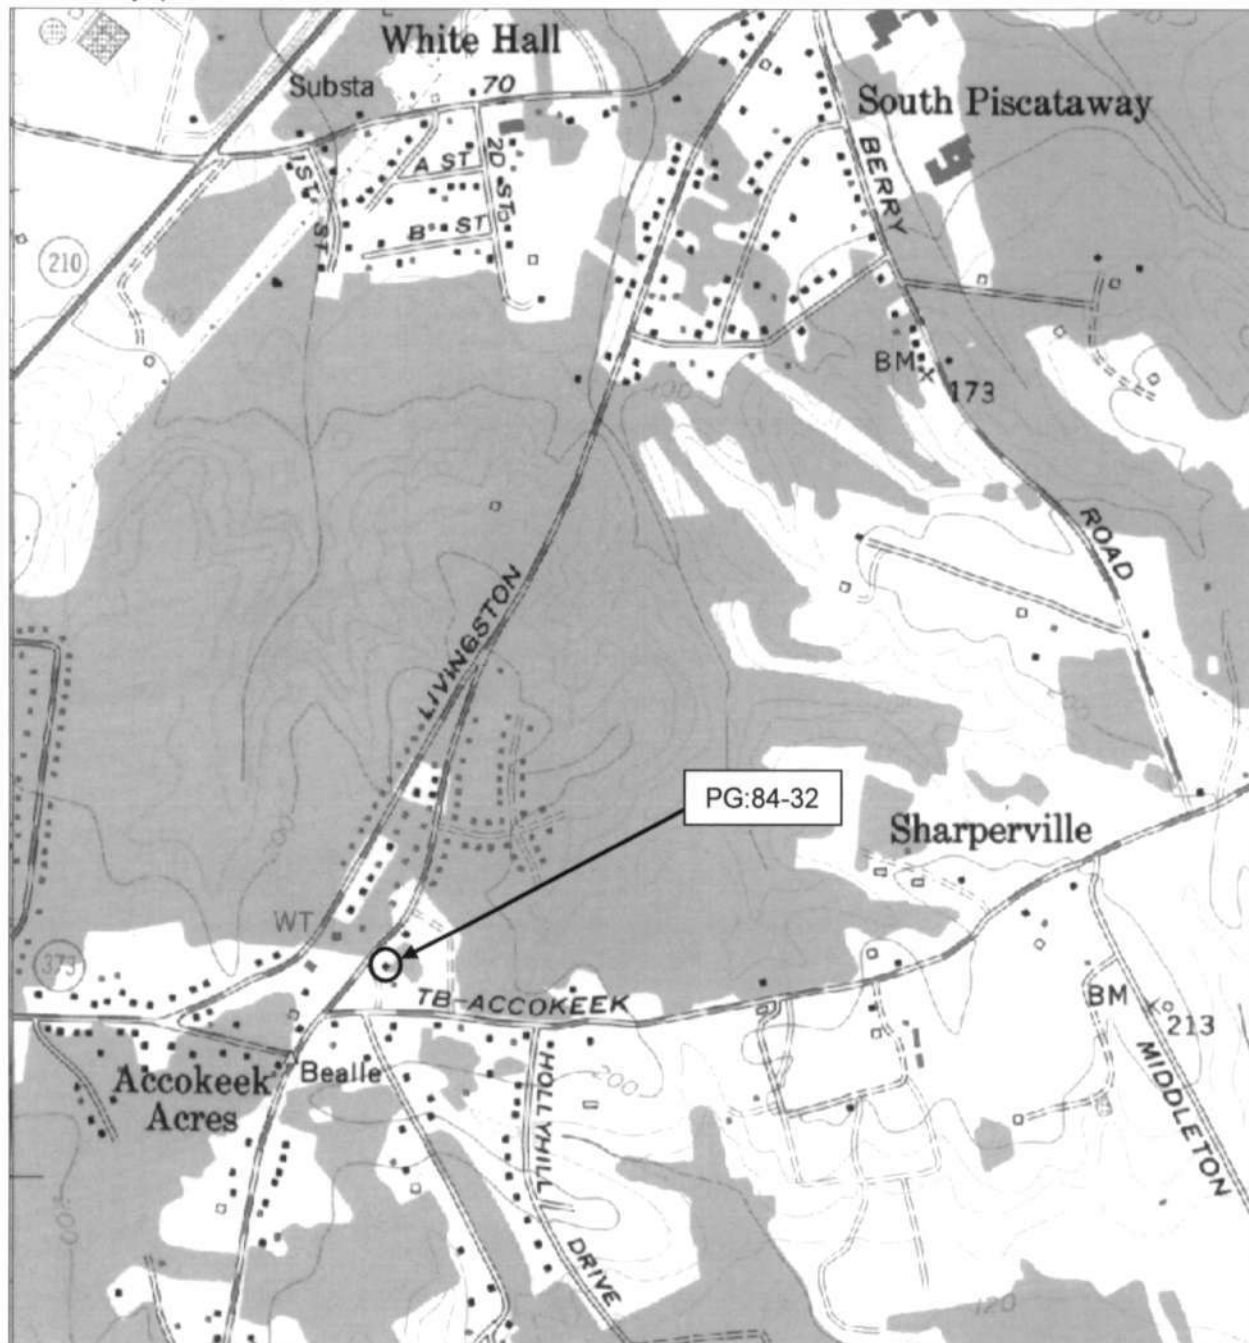 White Hall
Substa
70
South Piscataway
A ST
2D ST
1ST ST
B ST
BERRY
210
BM
173
ROAD
LIVINGSTON
PG:84-32
Sharperville
WT
373
TB-ACCOKEEK
BM
213
Accokeek
Acres
Bealle
HOLLYHILL
DRIVE
200
MIDDLETON
120